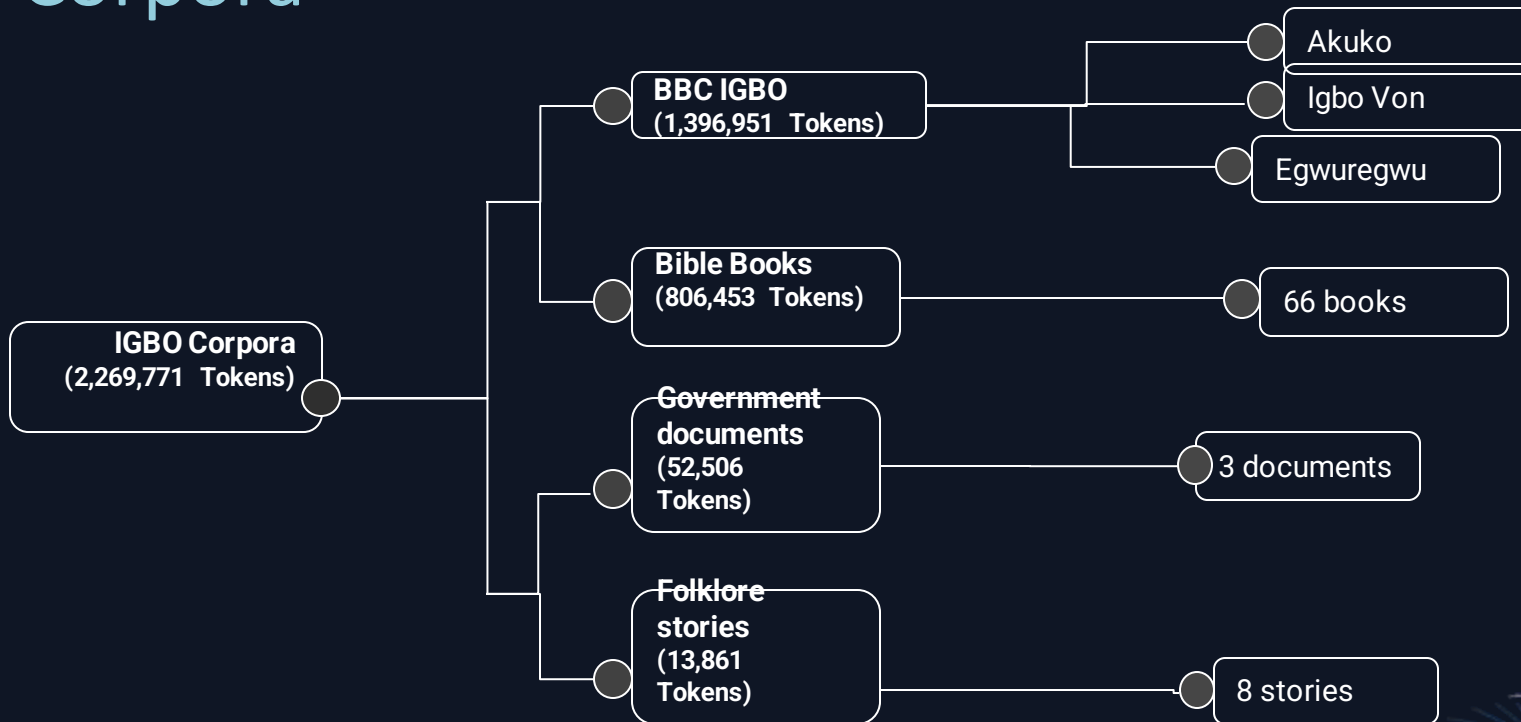 Corpora
IGBO Corpora
(2,269,771 Tokens)
BBC IGBO
(1,396,951 Tokens)
Akuko
Igbo Von
Egwuregwu
Bible Books
(806,453 Tokens)
66 books
Government
documents
(52,506
Tokens)
3 documents
Folklore
stories
(13,861
Tokens)
8 stories